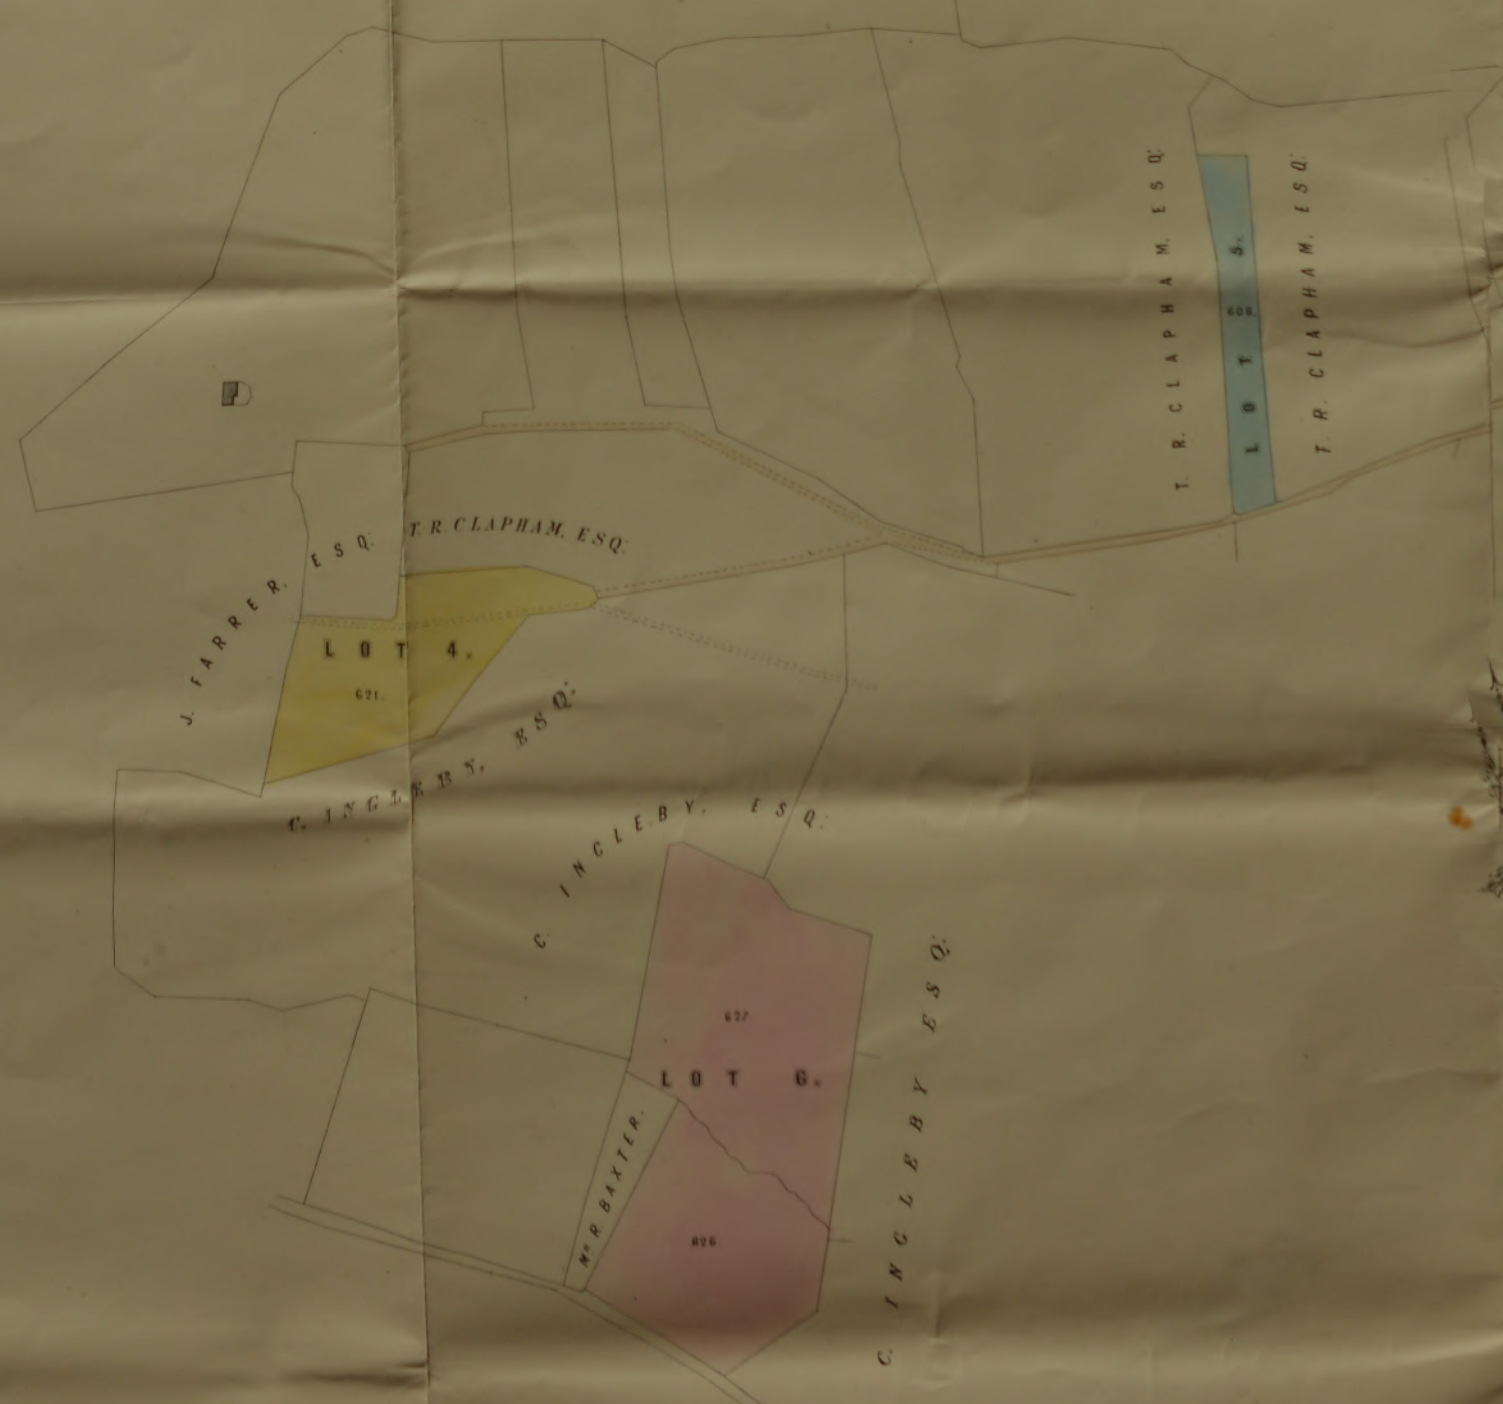 T. R. CLAPHAM. ESQ:
LOT 5.
606.
T. R. CLAPHAM. ESQ:
J. FARRER. ESQ:
T. R. CLAPHAM, ESQ:
LOT 4.
621.
C. INGLEBY, ESQ:
C. INGLEBY. ESQ:
627
LOT 6.
Mr. R. BAXTER.
626
C. INGLEBY ESQ: